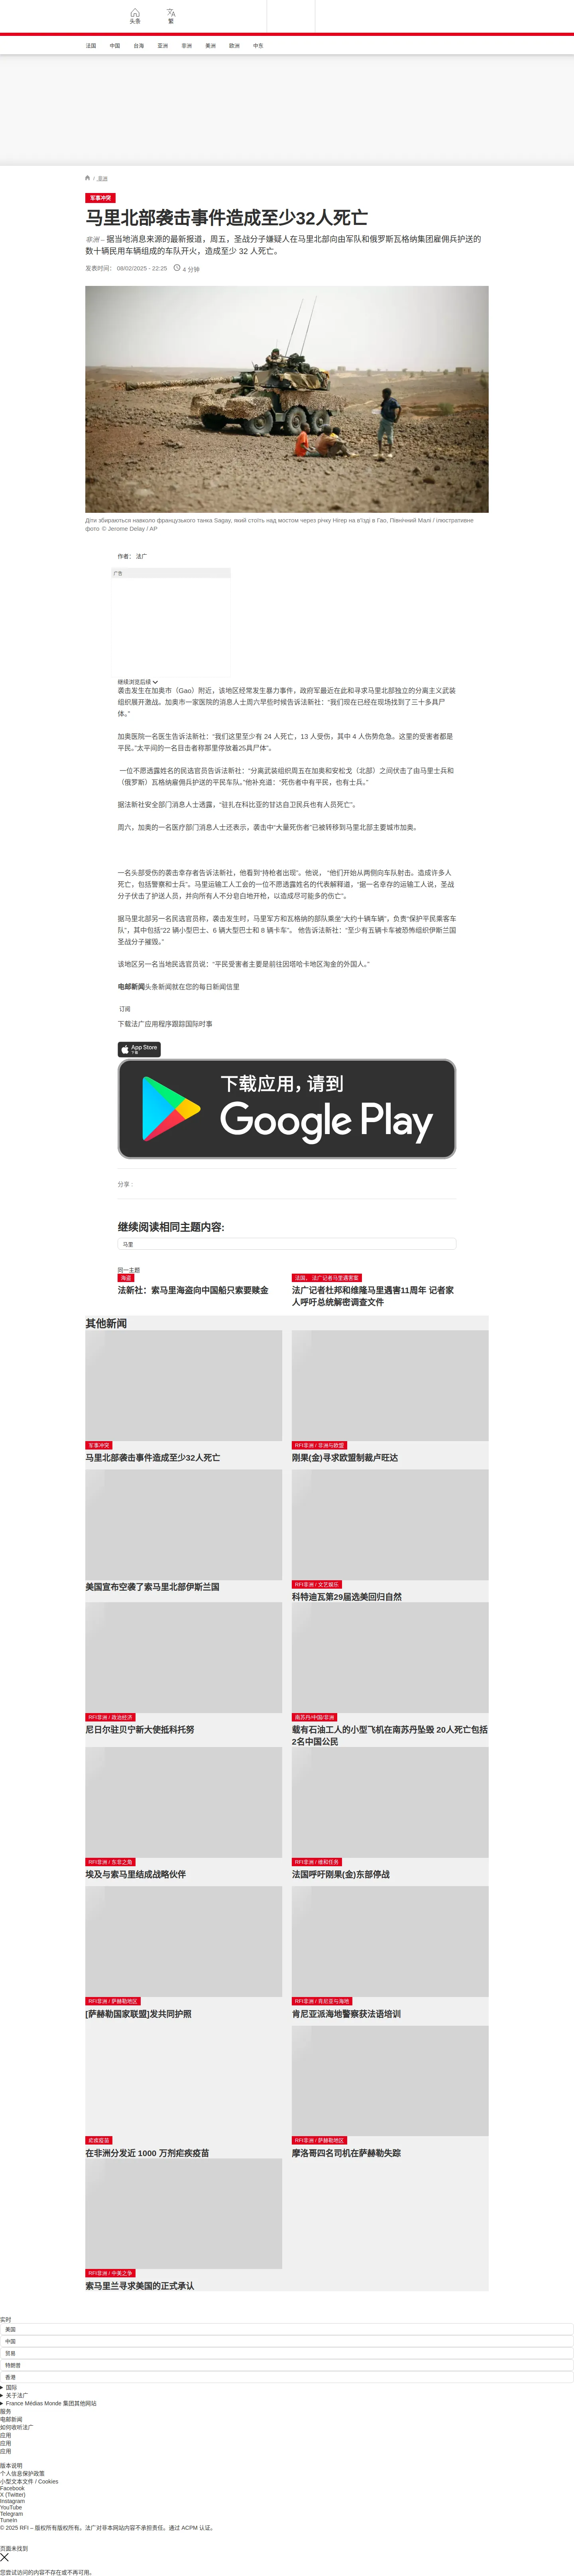 头条
繁
法国
中国
台海
亚洲
非洲
美洲
欧洲
中东
/ 非洲
军事冲突
马里北部袭击事件造成至少32人死亡
非洲 – 据当地消息来源的最新报道，周五，圣战分子嫌疑人在马里北部向由军队和俄罗斯瓦格纳集团雇佣兵护送的
数十辆民用车辆组成的车队开火，造成至少 32 人死亡。
发表时间： 08/02/2025 - 22:25
4 分钟
Діти збираються навколо французького танка Sagay, який стоїть над мостом через річку Нігер на в'їзді в Гао, Північний Малі / ілюстративне
фото © Jerome Delay / AP
作者： 法广
广告
继续浏览后续
袭击发生在加奥市（Gao）附近，该地区经常发生暴力事件，政府军最近在此和寻求马里北部独立的分离主义武装
组织展开激战。加奥市一家医院的消息人士周六早些时候告诉法新社："我们现在已经在现场找到了三十多具尸
体。"
加奥医院一名医生告诉法新社："我们这里至少有 24 人死亡，13 人受伤，其中 4 人伤势危急。这里的受害者都是
平民。"太平间的一名目击者称那里停放着25具尸体"。
一位不愿透露姓名的民选官员告诉法新社："分离武装组织周五在加奥和安松戈（北部）之间伏击了由马里士兵和
（俄罗斯）瓦格纳雇佣兵护送的平民车队。"他补充道："死伤者中有平民，也有士兵。"
据法新社安全部门消息人士透露，"驻扎在科比亚的甘达自卫民兵也有人员死亡"。
周六，加奥的一名医疗部门消息人士还表示，袭击中"大量死伤者"已被转移到马里北部主要城市加奥。
一名头部受伤的袭击幸存者告诉法新社，他看到"持枪者出现"。他说， "他们开始从两侧向车队射击。造成许多人
死亡，包括警察和士兵"。马里运输工人工会的一位不愿透露姓名的代表解释道，"据一名幸存的运输工人说，圣战
分子伏击了护送人员，并向所有人不分皂白地开枪，以造成尽可能多的伤亡"。
据马里北部另一名民选官员称，袭击发生时，马里军方和瓦格纳的部队乘坐"大约十辆车辆"，负责"保护平民乘客车
队"，其中包括"22 辆小型巴士、6 辆大型巴士和 8 辆卡车"。 他告诉法新社："至少有五辆卡车被恐怖组织伊斯兰国
圣战分子摧毁。"
该地区另一名当地民选官员说："平民受害者主要是前往因塔哈卡地区淘金的外国人。"
电邮新闻头条新闻就在您的每日新闻信里
订阅
下载法广应用程序跟踪国际时事
App Store
下载
下载应用，请到
Google Play
分享 :
继续阅读相同主题内容:
马里
同一主题
海盗
法新社：索马里海盗向中国船只索要赎金
法国、 法广记者马里遇害案
法广记者杜邦和维隆马里遇害11周年 记者家
人呼吁总统解密调查文件
其他新闻
军事冲突
马里北部袭击事件造成至少32人死亡
RFI非洲 / 非洲与欧盟
刚果(金)寻求欧盟制裁卢旺达
美国宣布空袭了索马里北部伊斯兰国
RFI非洲 / 文艺娱乐
科特迪瓦第29届选美回归自然
RFI非洲 / 政治经济
尼日尔驻贝宁新大使抵科托努
南苏丹/中国/非洲
载有石油工人的小型飞机在南苏丹坠毁 20人死亡包括
2名中国公民
RFI非洲 / 东非之角
埃及与索马里结成战略伙伴
RFI非洲 / 维和任务
法国呼吁刚果(金)东部停战
RFI非洲 / 萨赫勒地区
[萨赫勒国家联盟]发共同护照
RFI非洲 / 肯尼亚与海地
肯尼亚派海地警察获法语培训
疟疾疫苗
在非洲分发近 1000 万剂疟疾疫苗
RFI非洲 / 萨赫勒地区
摩洛哥四名司机在萨赫勒失踪
RFI非洲 / 中美之争
索马里兰寻求美国的正式承认
实时
美国
中国
贸易
特朗普
香港
国际
关于法广
France Médias Monde 集团其他网站
服务
电邮新闻
如何收听法广
应用
应用
应用
版本说明
个人信息保护政策
小型文本文件 / Cookies
Facebook
X (Twitter)
Instagram
YouTube
Telegram
TuneIn
© 2025 RFI – 版权所有版权所有。法广对非本网站内容不承担责任。通过 ACPM 认证。
页面未找到
您尝试访问的内容不存在或不再可用。